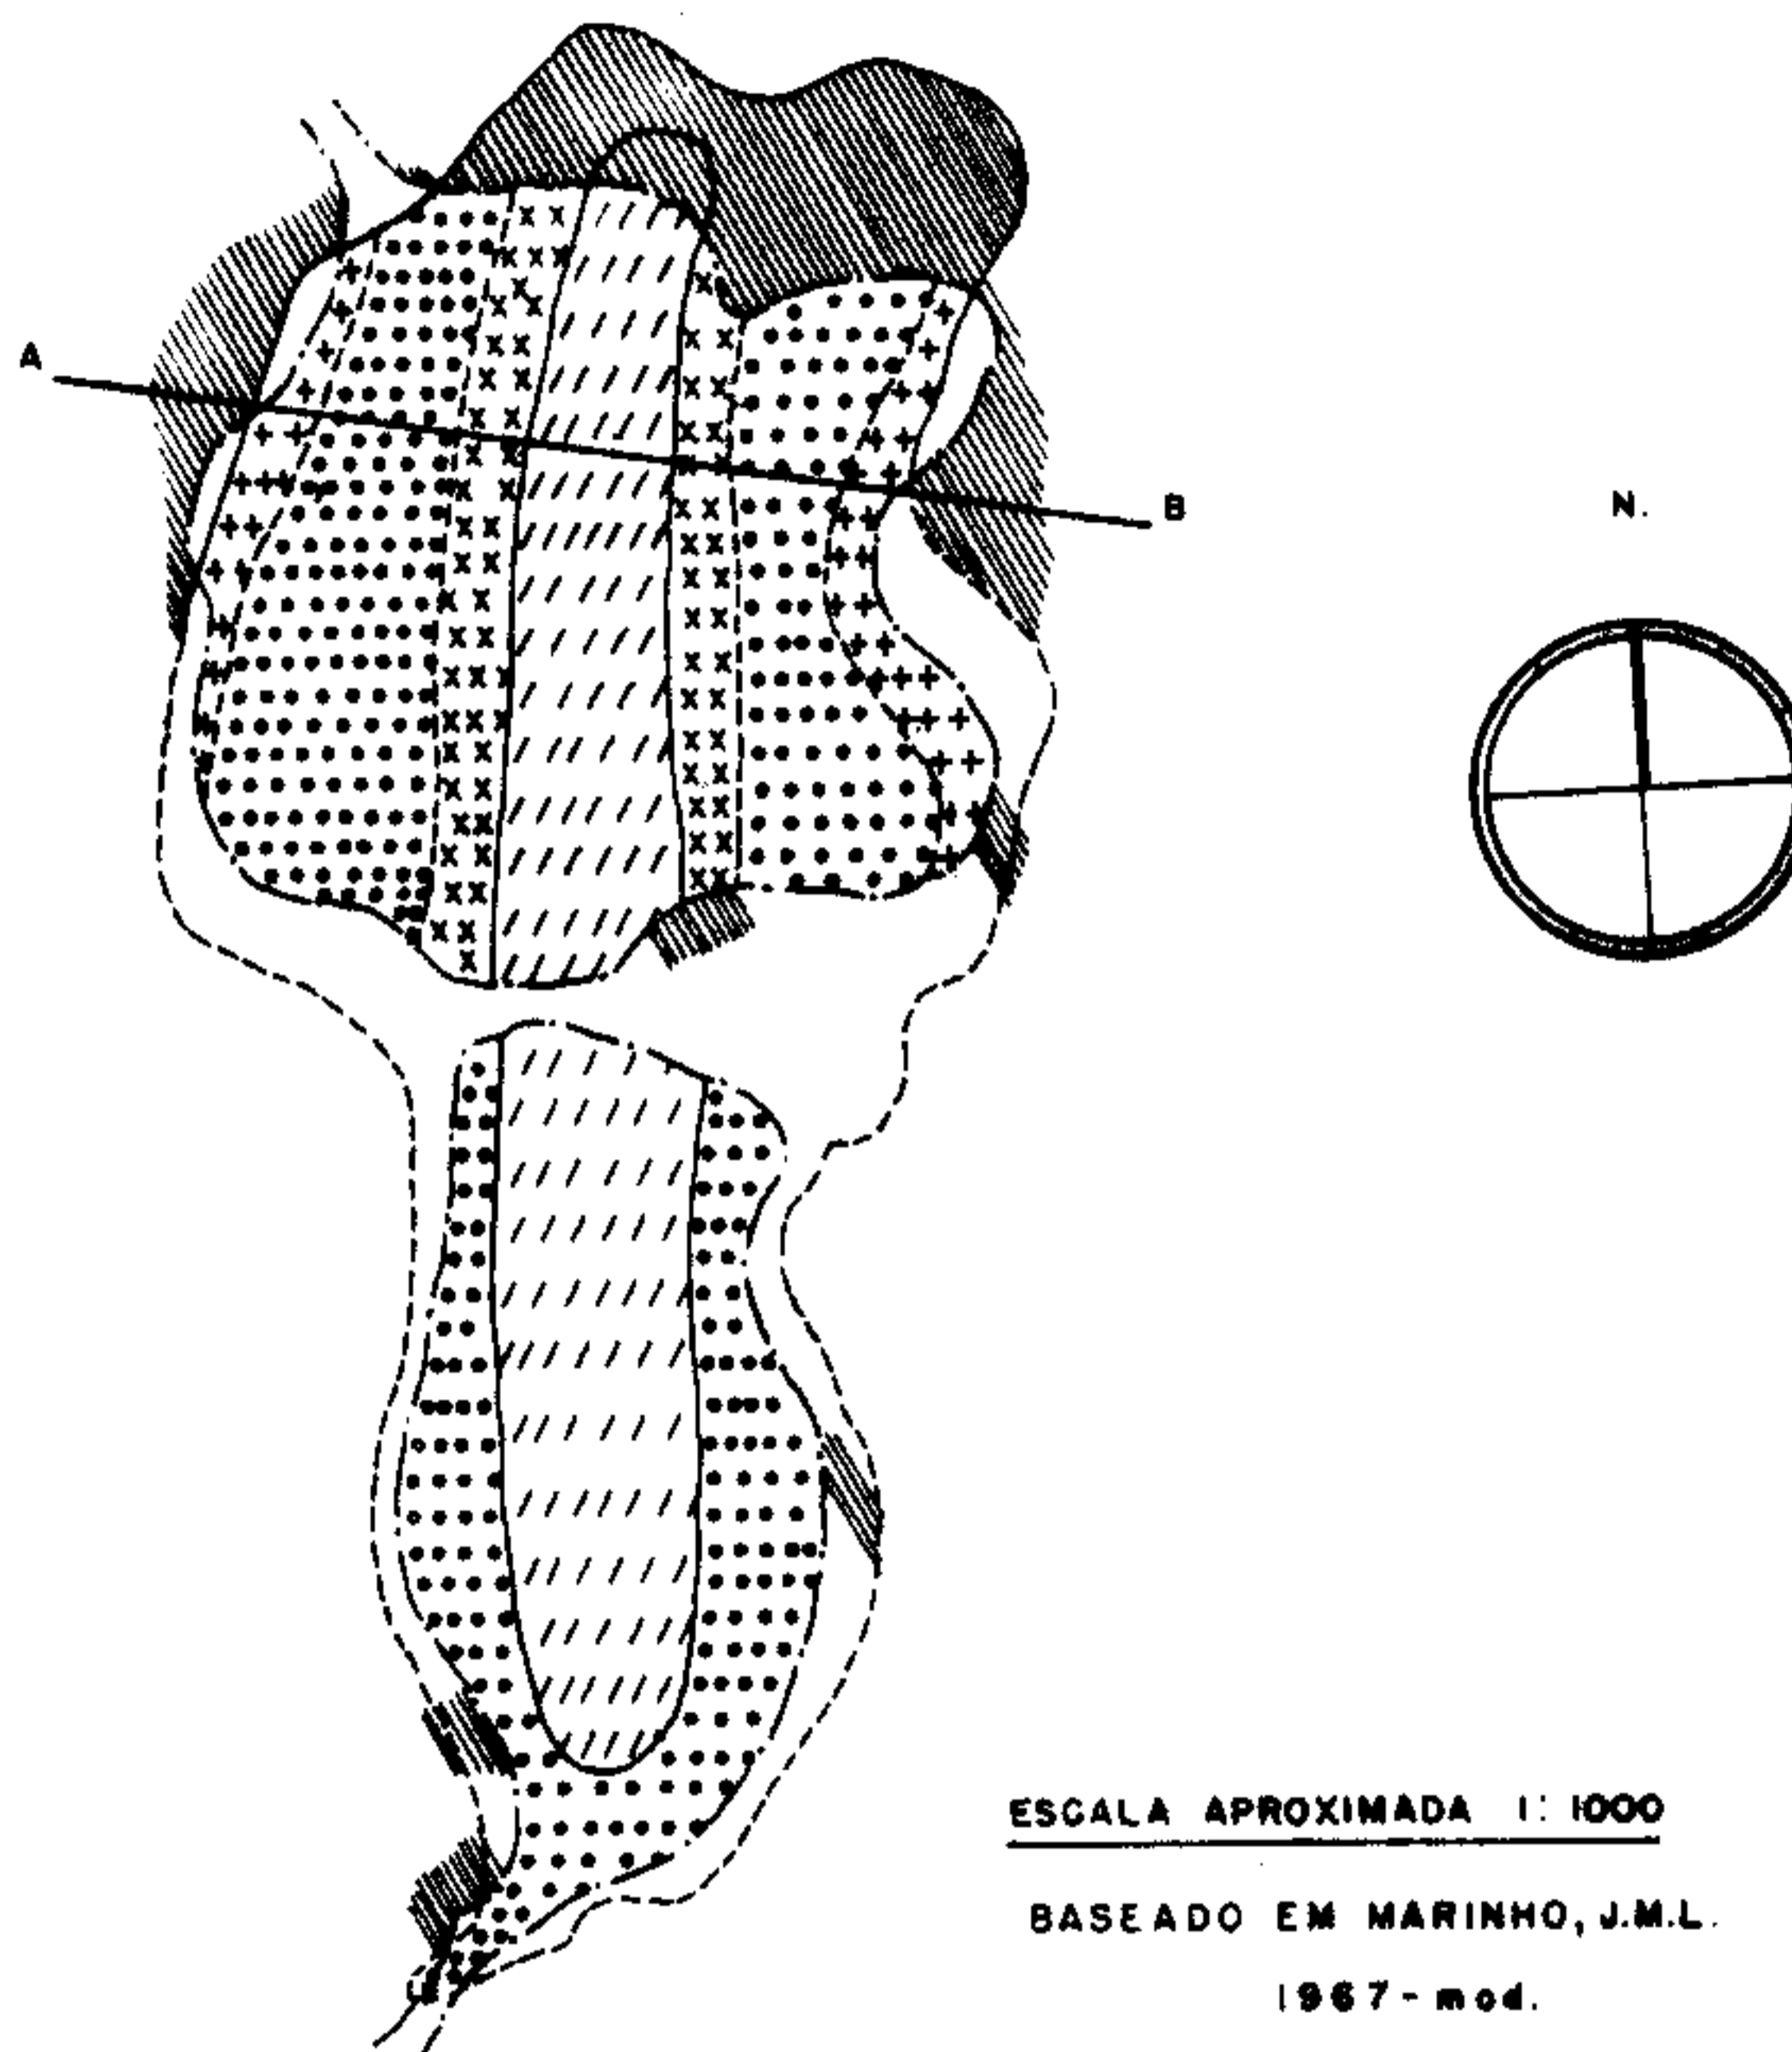 A
B
N.
ESCALA APROXIMADA 1:1000
BASEADO EM MARINHO, J.M.L.
1967-mod.